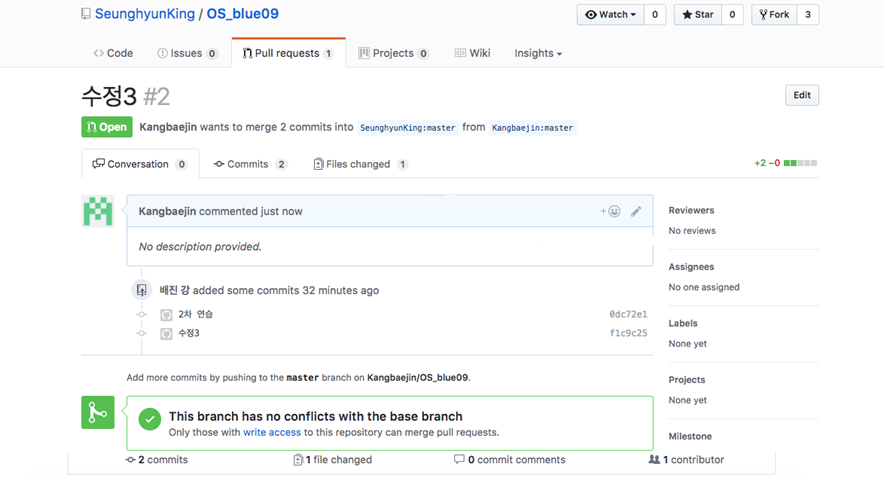 SeunghyunKing / OS_blue09
Watch 0 Star 0 Fork 3
Code Issues 0 Pull requests 1 Projects 0 Wiki Insights
수정3 #2
Edit
Open Kangbaejin wants to merge 2 commits into SeunghyunKing:master from Kangbaejin:master
Conversation 0 Commits 2 Files changed 1
+2 −0
Kangbaejin commented just now
No description provided.
배진 강 added some commits 32 minutes ago
2차 연습 0dc72e1
수정3 f1c9c25
Add more commits by pushing to the master branch on Kangbaejin/OS_blue09.
This branch has no conflicts with the base branch
Only those with write access to this repository can merge pull requests.
Reviewers
No reviews
Assignees
No one assigned
Labels
None yet
Projects
None yet
Milestone
2 commits 1 file changed 0 commit comments 1 contributor